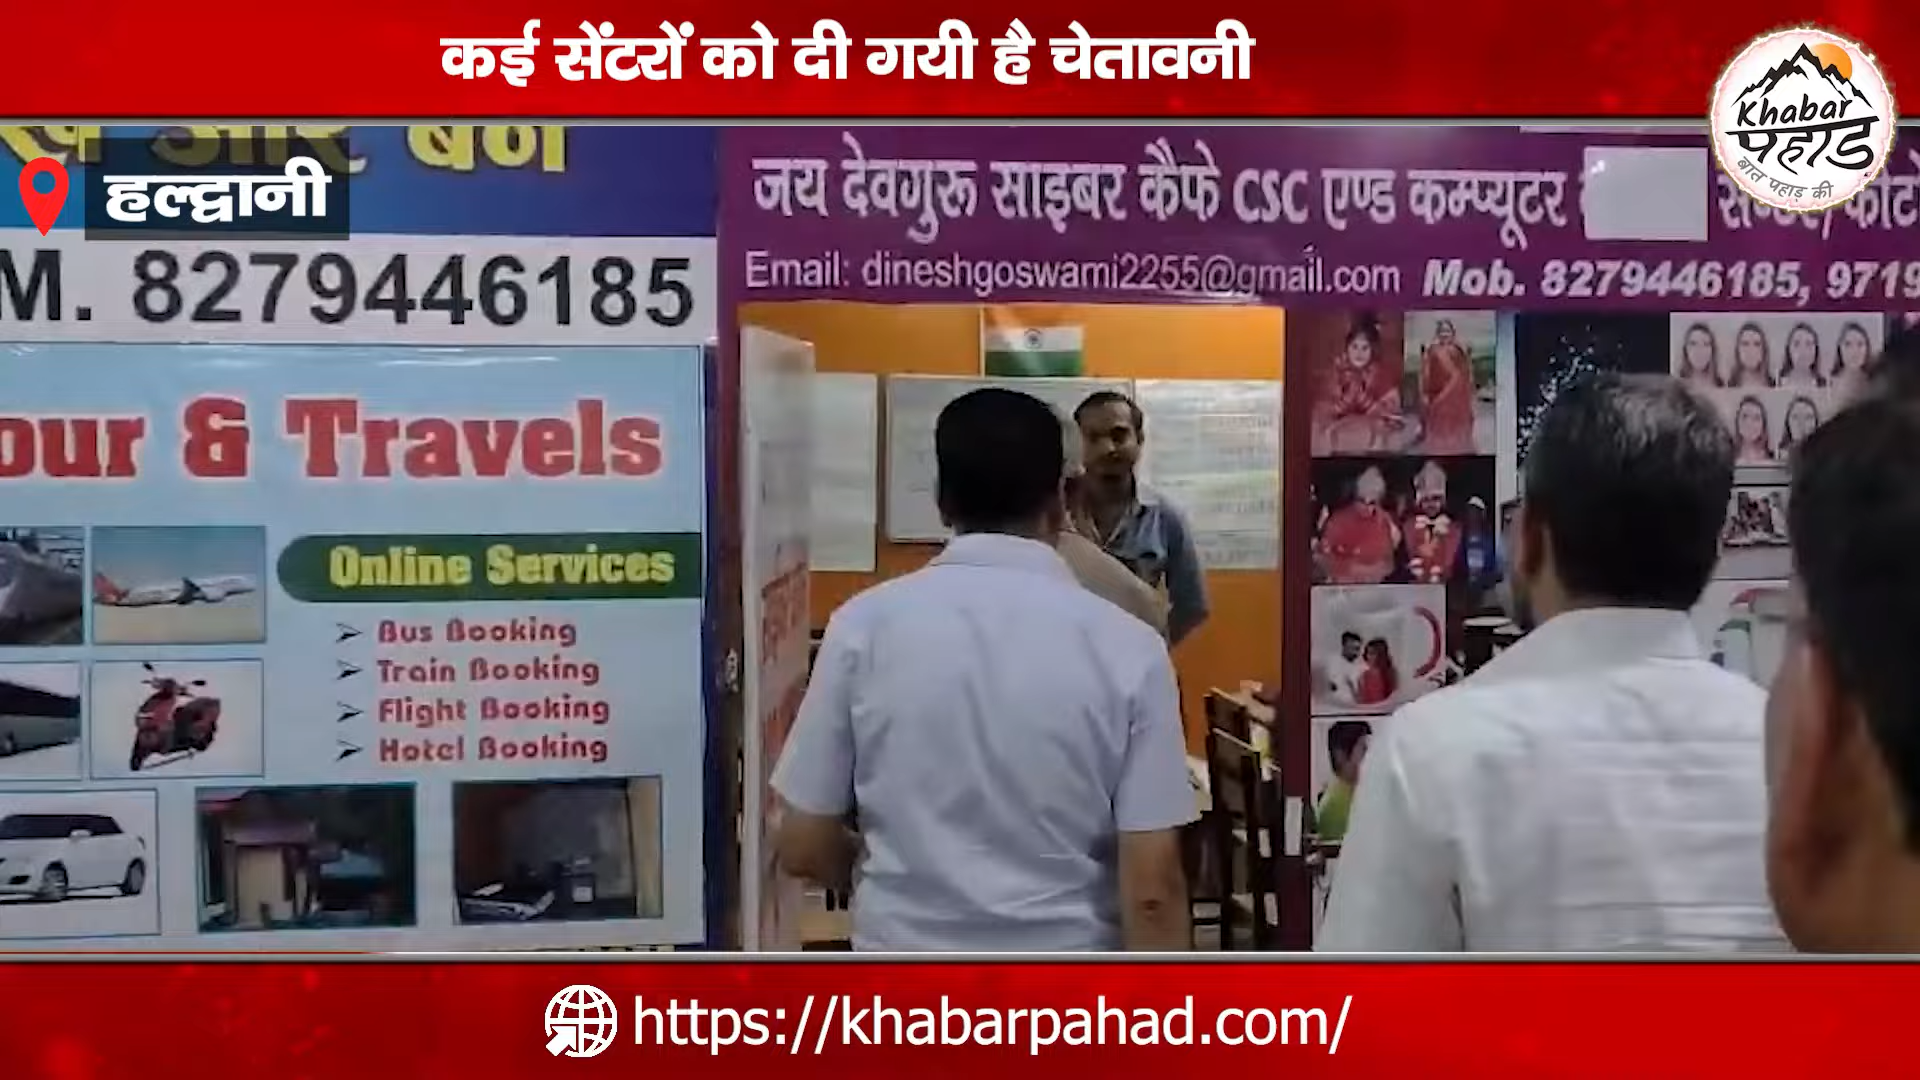 कई सेंटरों को दी गयी है चेतावनी
Khabar
पहाड़
बात पहाड़ की
हल्द्वानी
M. 8279446185
our & Travels
Online Services
Bus Booking
Train Booking
Flight Booking
Hotel Booking
जय देवगुरू साइबर कैफे CSC एण्ड कम्प्यूटर
Email: dineshgoswami2255@gmail.com Mob. 8279446185, 9719
https://khabarpahad.com/